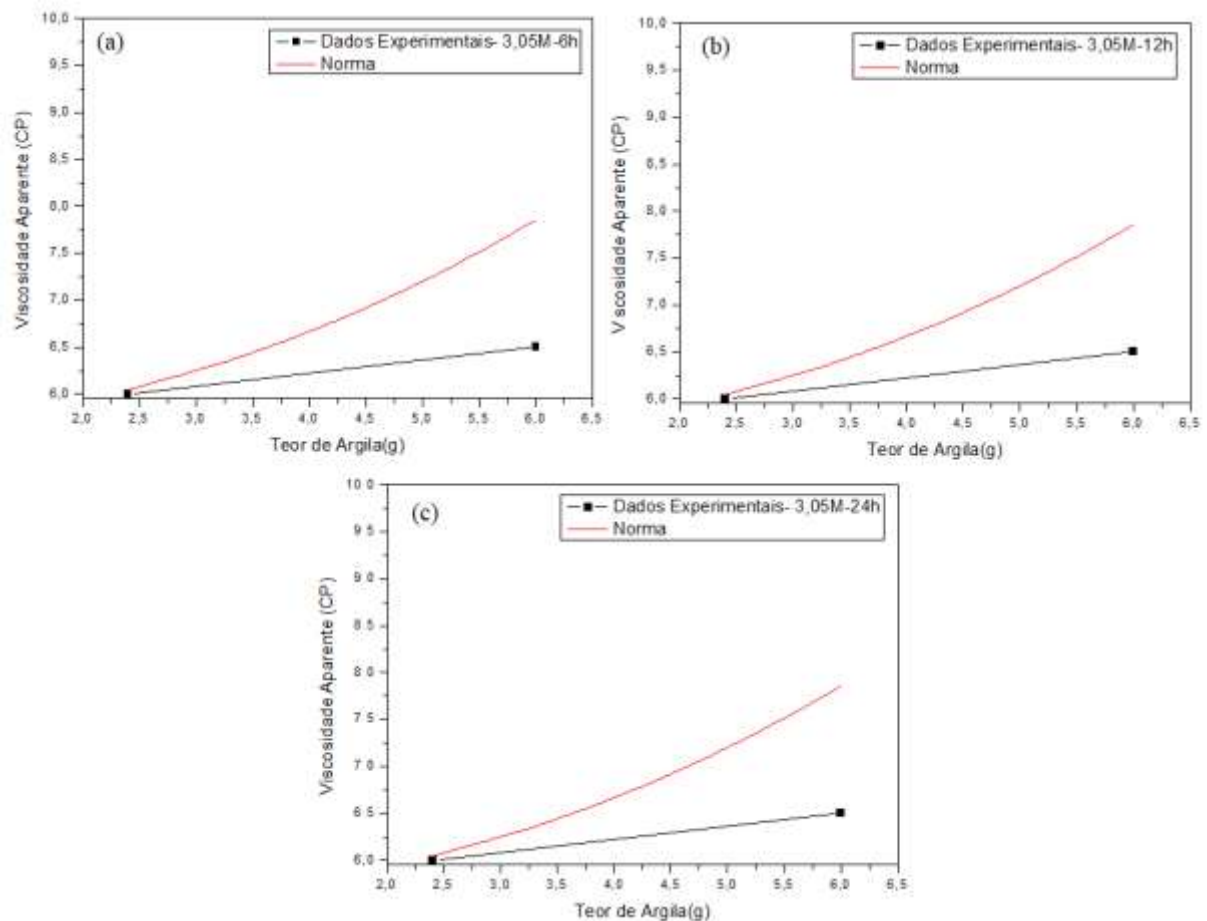 (a)
Dados Experimentais- 3,05M-6h
Norma
10,0
9,5
9,0
8,5
8,0
7,5
7,0
6,5
6,0
Viscosidade Aparente (CP)
2,0 2,5 3,0 3,5 4,0 4,5 5,0 5,5 6,0 6,5
Teor de Argila(g)
(b)
Dados Experimentais- 3,05M-12h
Norma
10,0
9,5
9,0
8,5
8,0
7,5
7,0
6,5
6,0
V scosidade Aparente (CP)
2,0 2,5 3,0 3,5 4,0 4,5 5,0 5,5 6,0 6,5
Teor de Argila(g)
(c)
Dados Experimentais- 3,05M-24h
Norma
10 0
9 5
9 0
8 5
8 0
7 5
7 0
6 5
6 0
Viscosidade Aparente (CP)
2,0 2,5 3,0 3,5 4,0 4,5 5,0 5,5 6,0 6,5
Teor de Argila(g)